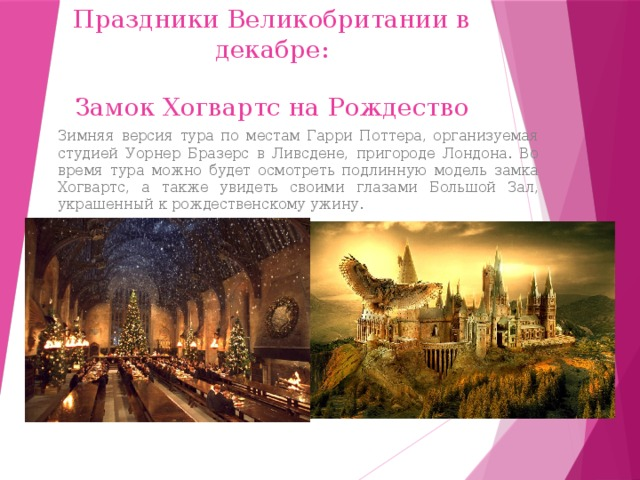 Праздники Великобритании в
декабре:
Замок Хогвартс на Рождество
Зимняя версия тура по местам Гарри Поттера, организуемая
студией Уорнер Бразерс в Ливсдене, пригороде Лондона. Во
время тура можно будет осмотреть подлинную модель замка
Хогвартс, а также увидеть своими глазами Большой Зал,
украшенный к рождественскому ужину.